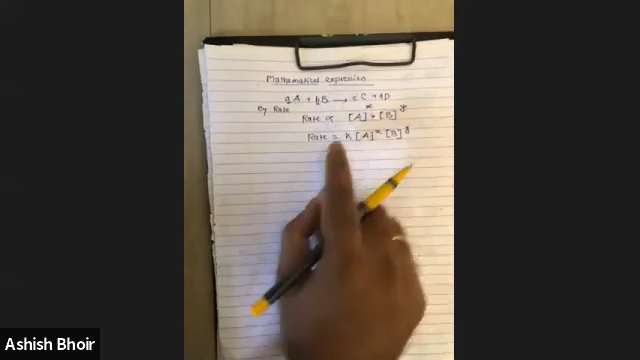 Mathematical expression
aA + bB → cC + dD
By Rate
Rate ∝ [A]ˣ × [B]ʸ
Rate = k [A]ˣ [B]ʸ
Ashish Bhoir